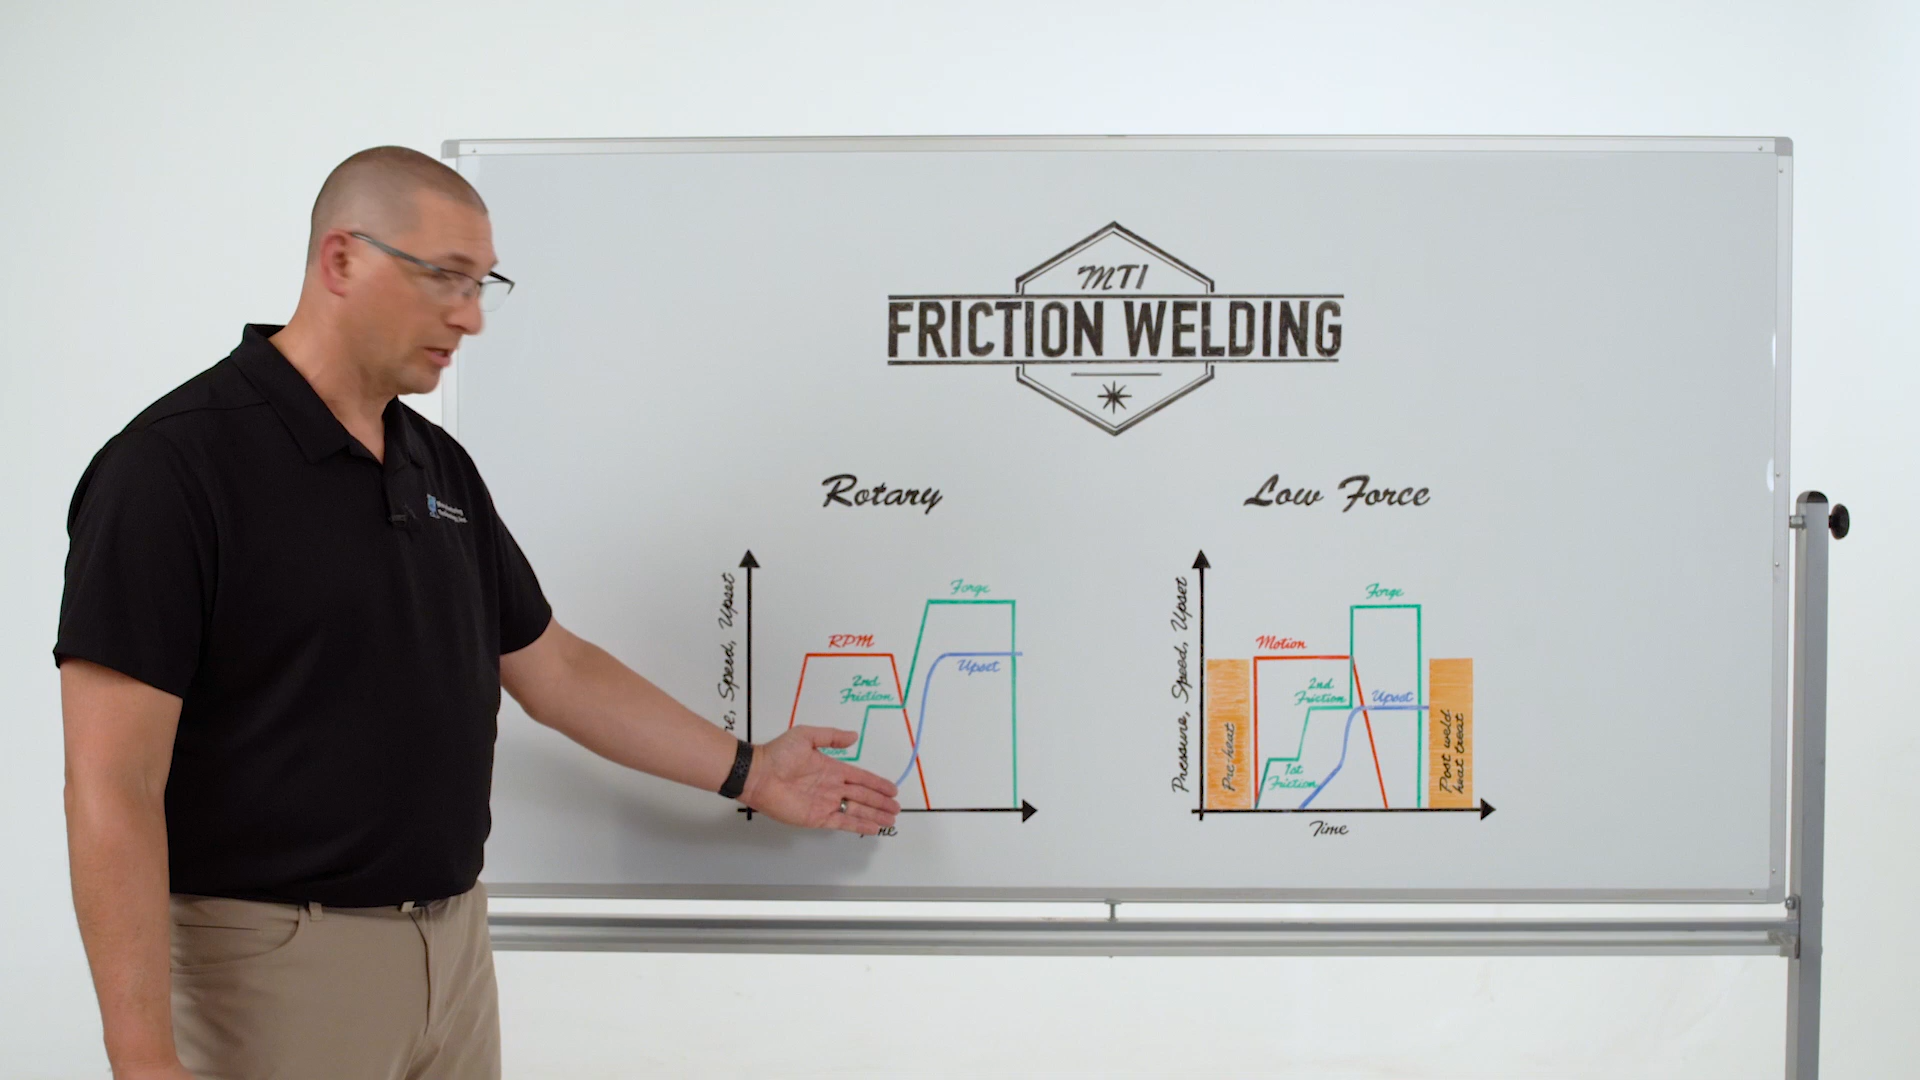 MTI
FRICTION WELDING
Rotary
Low Force
Speed, Upset
RPM
2nd
Friction
Forge
Upset
Pressure, Speed, Upset
Pre-heat
Motion
1st
Friction
2nd
Friction
Forge
Upset
Post weld
heat treat
Time